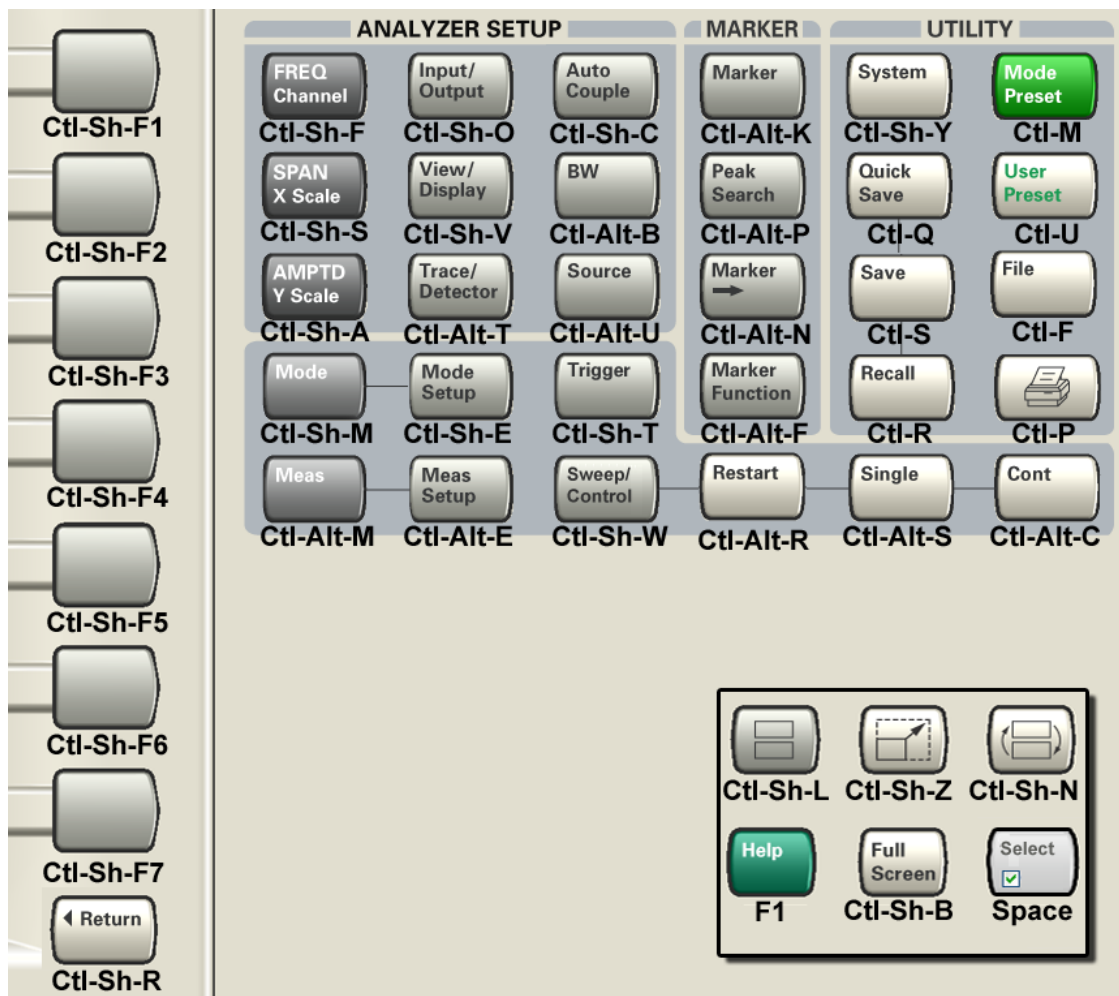 ANALYZER SETUP
MARKER
UTILITY
FREQ
Channel
Ctl-Sh-F
Input/
Output
Ctl-Sh-O
Auto
Couple
Ctl-Sh-C
Marker
Ctl-Alt-K
System
Ctl-Sh-Y
Mode
Preset
Ctl-M
SPAN
X Scale
Ctl-Sh-S
View/
Display
Ctl-Sh-V
BW
Ctl-Alt-B
Peak
Search
Ctl-Alt-P
Quick
Save
Ctl-Q
User
Preset
Ctl-U
AMPTD
Y Scale
Ctl-Sh-A
Trace/
Detector
Ctl-Alt-T
Source
Ctl-Alt-U
Marker
Ctl-Alt-N
Save
Ctl-S
File
Ctl-F
Mode
Ctl-Sh-M
Mode
Setup
Ctl-Sh-E
Trigger
Ctl-Sh-T
Marker
Function
Ctl-Alt-F
Recall
Ctl-R
Ctl-P
Meas
Ctl-Alt-M
Meas
Setup
Ctl-Alt-E
Sweep/
Control
Ctl-Sh-W
Restart
Ctl-Alt-R
Single
Ctl-Alt-S
Cont
Ctl-Alt-C
Ctl-Sh-F1
Ctl-Sh-F2
Ctl-Sh-F3
Ctl-Sh-F4
Ctl-Sh-F5
Ctl-Sh-F6
Ctl-Sh-F7
Return
Ctl-Sh-R
Ctl-Sh-L
Ctl-Sh-Z
Ctl-Sh-N
Help
F1
Full
Screen
Ctl-Sh-B
Select
Space